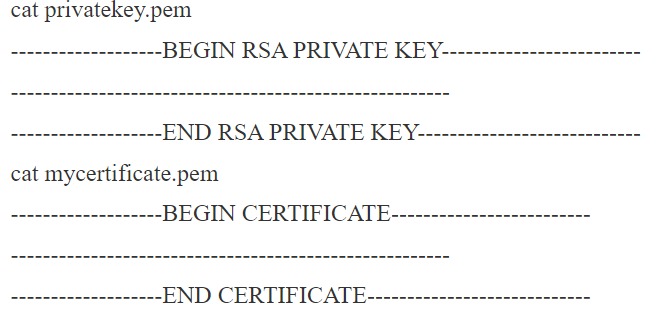 cat privatekey.pem
-------------------BEGIN RSA PRIVATE KEY-------------------------
-------------------------------------------------------
-------------------END RSA PRIVATE KEY----------------------------
cat mycertificate.pem
-------------------BEGIN CERTIFICATE-------------------------
-------------------------------------------------------
-------------------END CERTIFICATE----------------------------